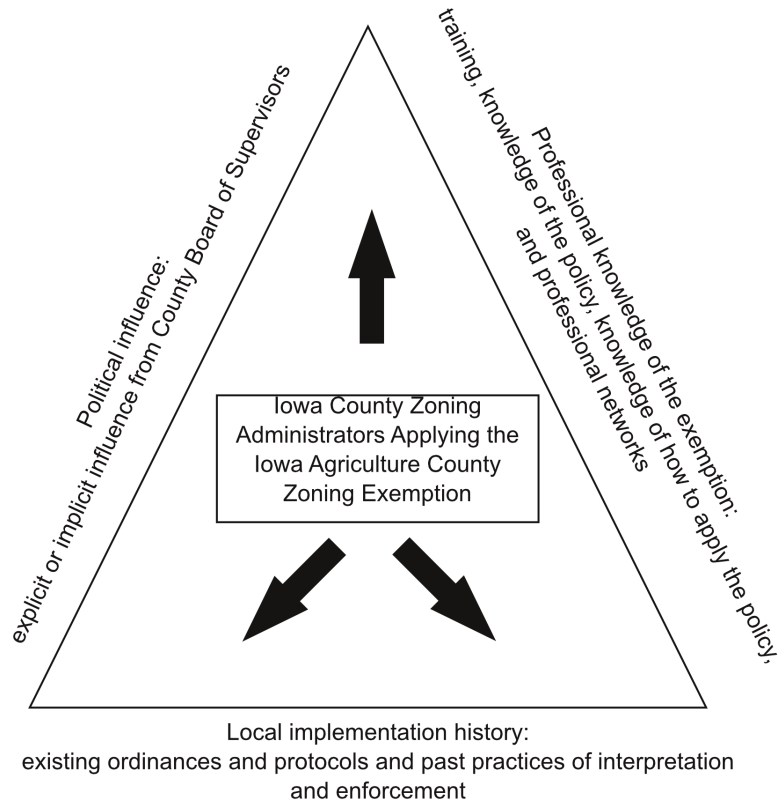 Political influence:
explicit or implicit influence from County Board of Supervisors
Professional knowledge of the exemption:
training, knowledge of the policy, knowledge of how to apply the policy,
and professional networks
Iowa County Zoning
Administrators Applying the
Iowa Agriculture County
Zoning Exemption
Local implementation history:
existing ordinances and protocols and past practices of interpretation
and enforcement